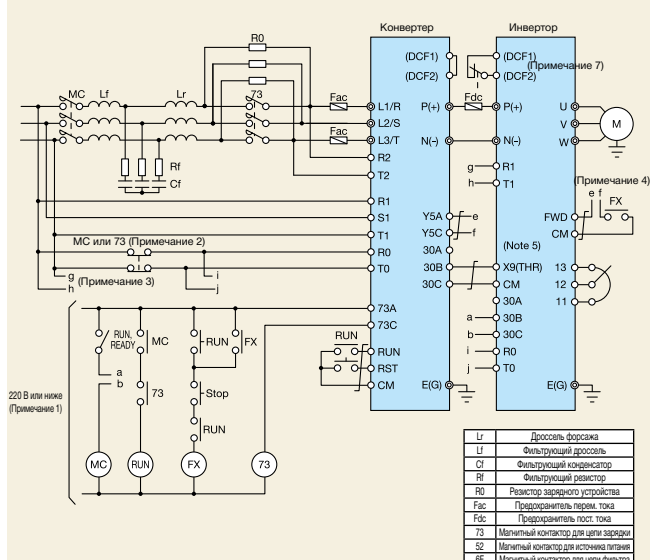 Конвертер Инвертор
R0
(DCF1) (DCF1)
(DCF2) (DCF2) (Примечание 7)
MC Lf Lr 73 Fac Fdc
L1/R P(+) P(+) U
L2/S V M
Fac
L3/T N(-) N(-) W
R2
Rf
T2 g R1
Cf h T1 (Примечание 4)
R1 e f FX
S1 Y5A e FWD
T1 Y5C f CM
MC или 73 (Примечание 2)
R0 30A (Note 5)
T0 30B X9(THR) 13
g (Примечание 3) i 30C CM 12
h j 30A 11
73A a 30B
73C b 30C
RUN, READY MC RUN FX RUN
RUN i R0
RST j T0
a Stop
b 73 CM E(G) E(G)
220 В или ниже
(Примечание 1)
RUN
MC RUN FX 73
Lr Дроссель форсажа
Lf Фильтрующий дроссель
Cf Фильтрующий конденсатор
Rf Фильтрующий резистор
R0 Резистор зарядного устройства
Fac Предохранитель перем. тока
Fdc Предохранитель пост. тока
73 Магнитный контактор для цепи зарядки
52 Магнитный контактор для источника питания
6F Магнитный контактор для цепи фильтра